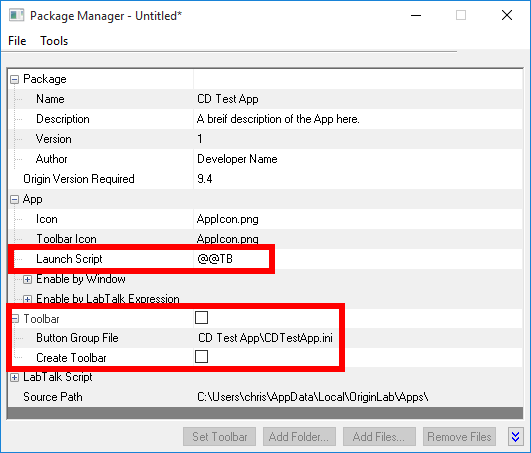 Package Manager - Untitled*
File Tools
Package
Name CD Test App
Description A breif description of the App here.
Version 1
Author Developer Name
Origin Version Required 9.4
App
Icon AppIcon.png
Toolbar Icon AppIcon.png
Launch Script @@TB
Enable by Window
Enable by LabTalk Expression
Toolbar
Button Group File CD Test App\CDTestApp.ini
Create Toolbar
LabTalk Script
Source Path C:\Users\chris\AppData\Local\OriginLab\Apps\
Set Toolbar Add Folder... Add Files... Remove Files